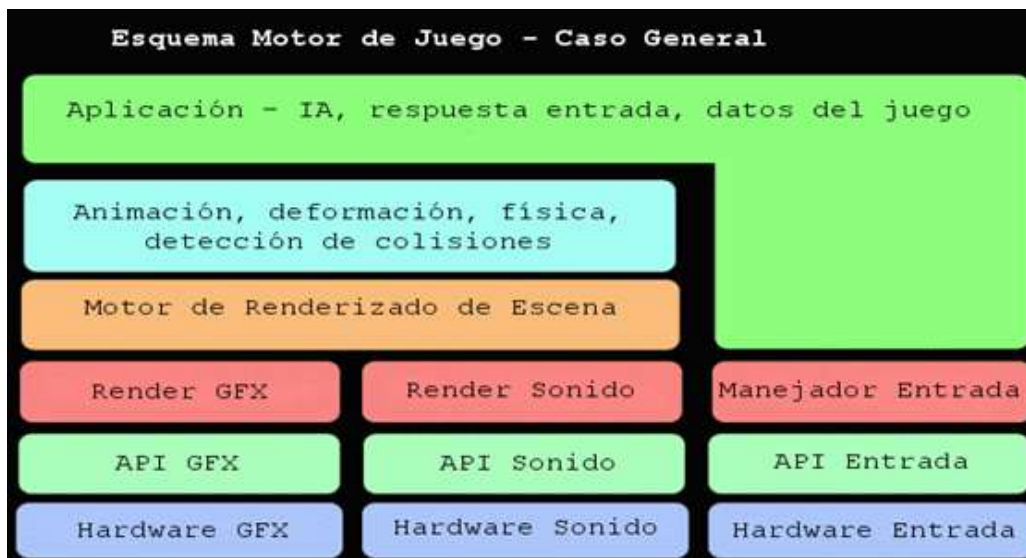 Esquema Motor de Juego - Caso General
Aplicación - IA, respuesta entrada, datos del juego
Animación, deformación, física,
detección de colisiones
Motor de Renderizado de Escena
Render GFX
Render Sonido
Manejador Entrada
API GFX
API Sonido
API Entrada
Hardware GFX
Hardware Sonido
Hardware Entrada